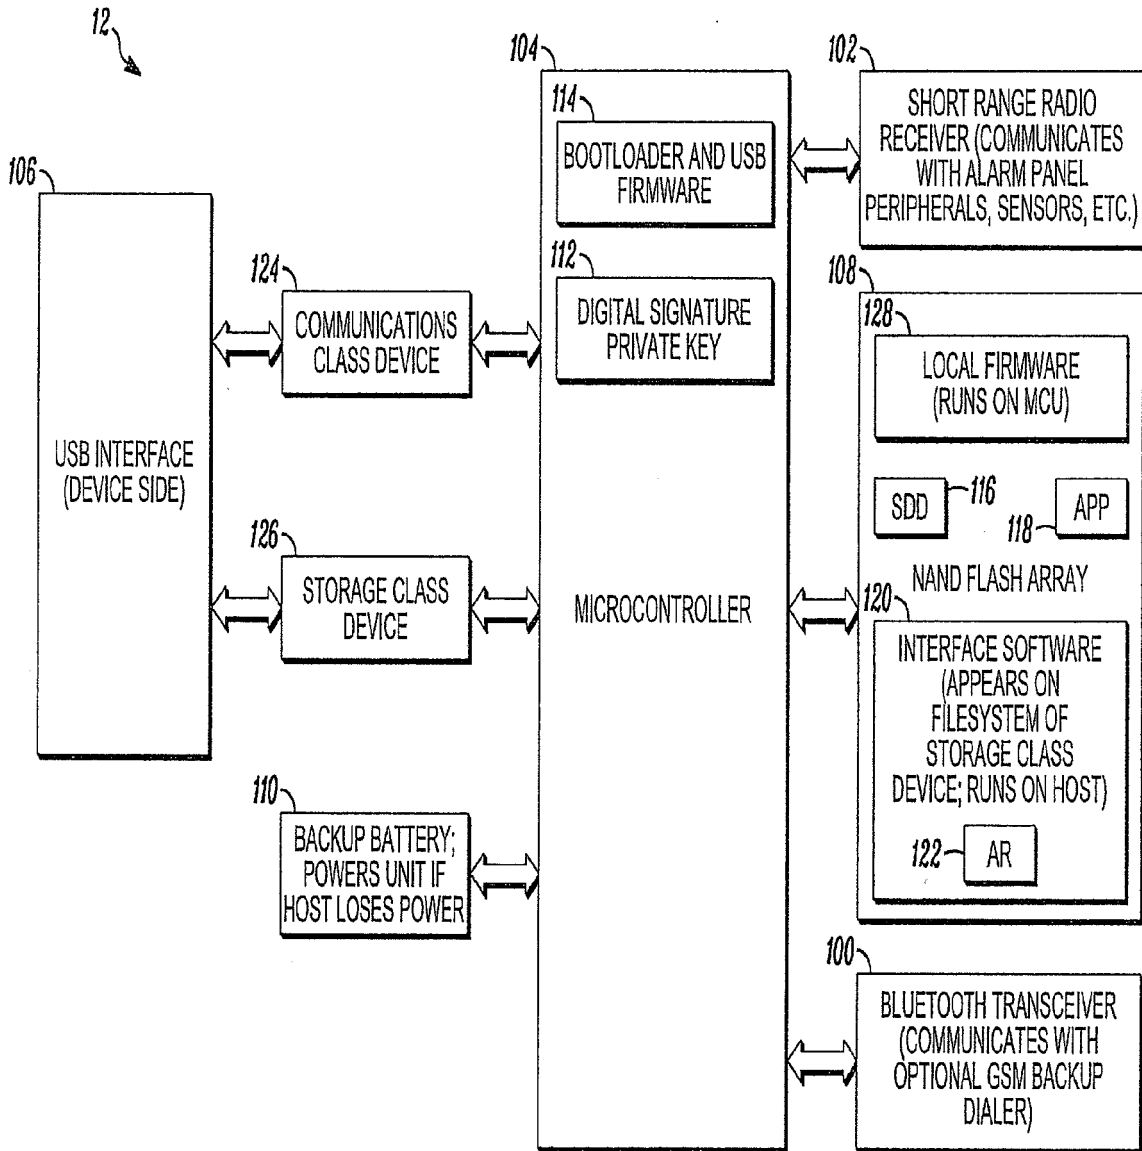 12
104
102
114
BOOTLOADER AND USB
FIRMWARE
SHORT RANGE RADIO
RECEIVER (COMMUNICATES
WITH ALARM PANEL
PERIPHERALS, SENSORS, ETC.)
106
USB INTERFACE
(DEVICE SIDE)
124
COMMUNICATIONS
CLASS DEVICE
112
DIGITAL SIGNATURE
PRIVATE KEY
108
128
LOCAL FIRMWARE
(RUNS ON MCU)
SDD
116
118
APP
126
STORAGE CLASS
DEVICE
MICROCONTROLLER
NAND FLASH ARRAY
120
INTERFACE SOFTWARE
(APPEARS ON
FILESYSTEM OF
STORAGE CLASS
DEVICE; RUNS ON HOST)
122
AR
110
BACKUP BATTERY;
POWERS UNIT IF
HOST LOSES POWER
100
BLUETOOTH TRANSCEIVER
(COMMUNICATES WITH
OPTIONAL GSM BACKUP
DIALER)